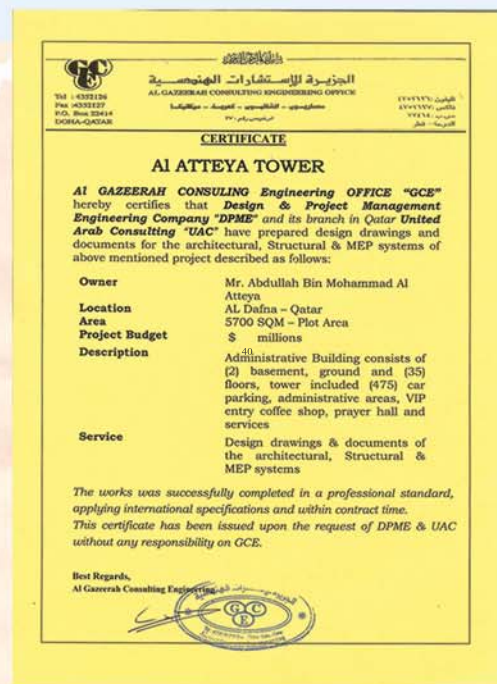 GCE
الجزيرة للإستشارات الهندسية
AL GAZEERAH CONSULTING ENGINEERING OFFICE
Tel : 4352126
Fax : 4352127
P.O. Box 22414
DOHA-QATAR
CERTIFICATE
Al ATTEYA TOWER
Al GAZEERAH CONSULING Engineering OFFICE "GCE"
hereby certifies that Design & Project Management
Engineering Company "DPME" and its branch in Qatar United
Arab Consulting "UAC" have prepared design drawings and
documents for the architectural, Structural & MEP systems of
above mentioned project described as follows:
Owner Mr. Abdullah Bin Mohammad Al
Atteya
Location AL Dafna – Qatar
Area 5700 SQM – Plot Area
Project Budget $ millions
40
Description Administrative Building consists of
(2) basement, ground and (35)
floors, tower included (475) car
parking, administrative areas, VIP
entry coffee shop, prayer hall and
services
Service Design drawings & documents of
the architectural, Structural &
MEP systems
The works was successfully completed in a professional standard,
applying international specifications and within contract time.
This certificate has been issued upon the request of DPME & UAC
without any responsibility on GCE.
Best Regards,
Al Gazeerah Consulting Engineering
GCE